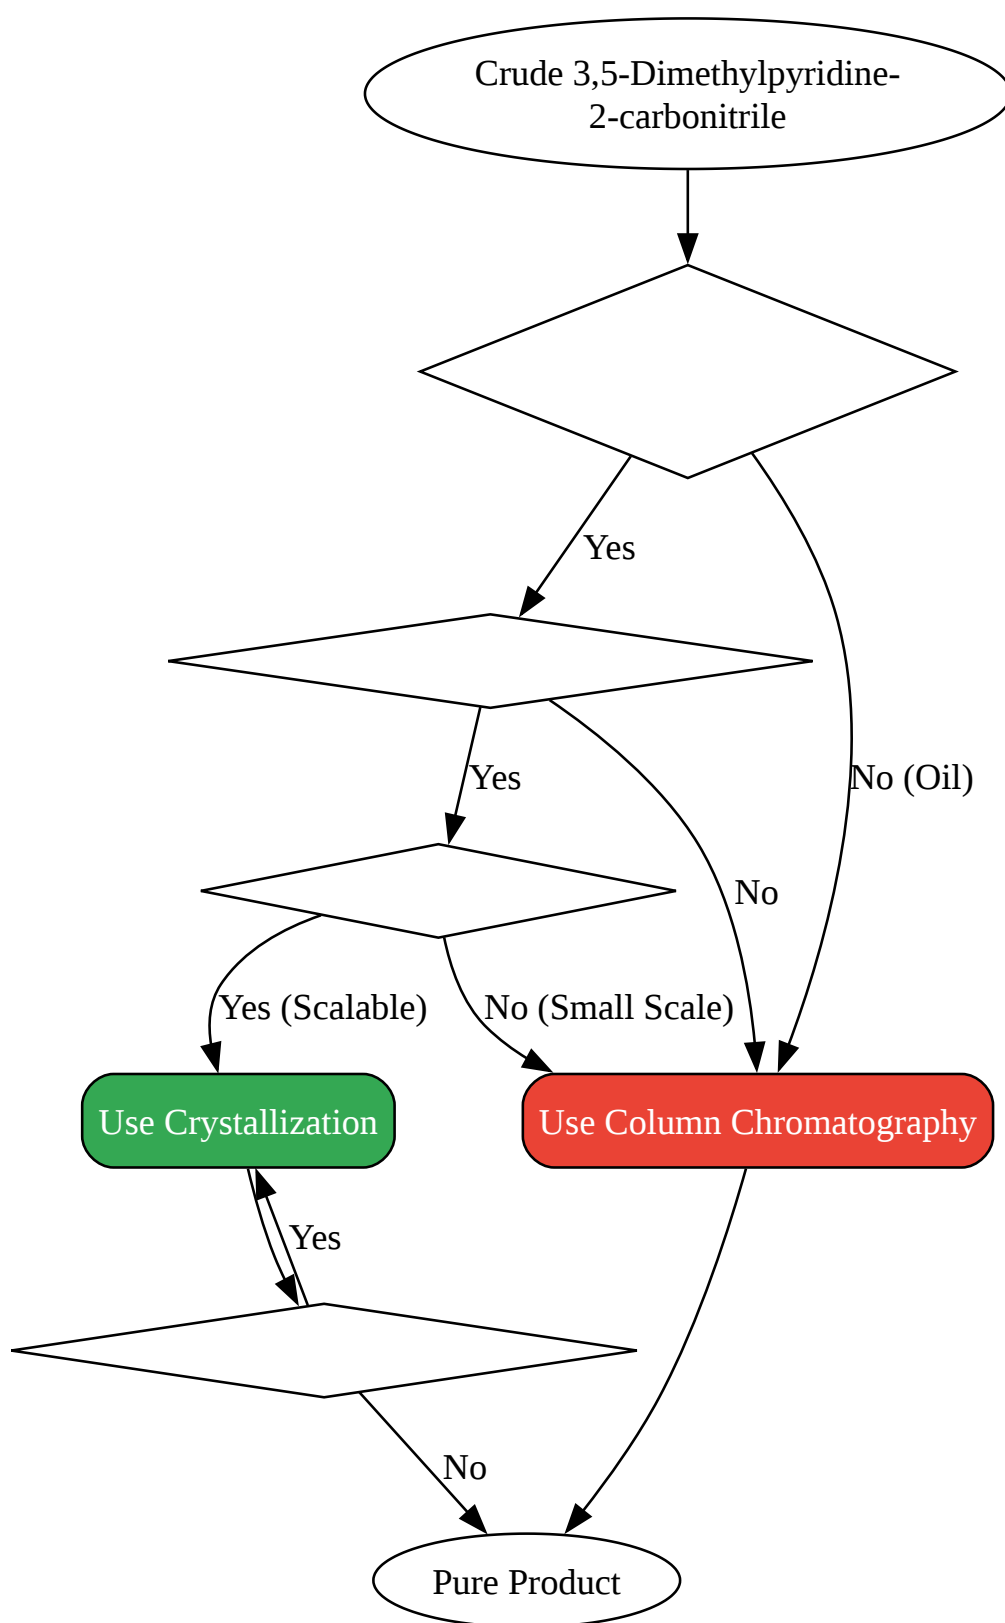 Crude 3,5-Dimethylpyridine-
2-carbonitrile
Yes
Yes
No (Oil)
No
Yes (Scalable)
No (Small Scale)
Use Crystallization
Use Column Chromatography
Yes
No
Pure Product